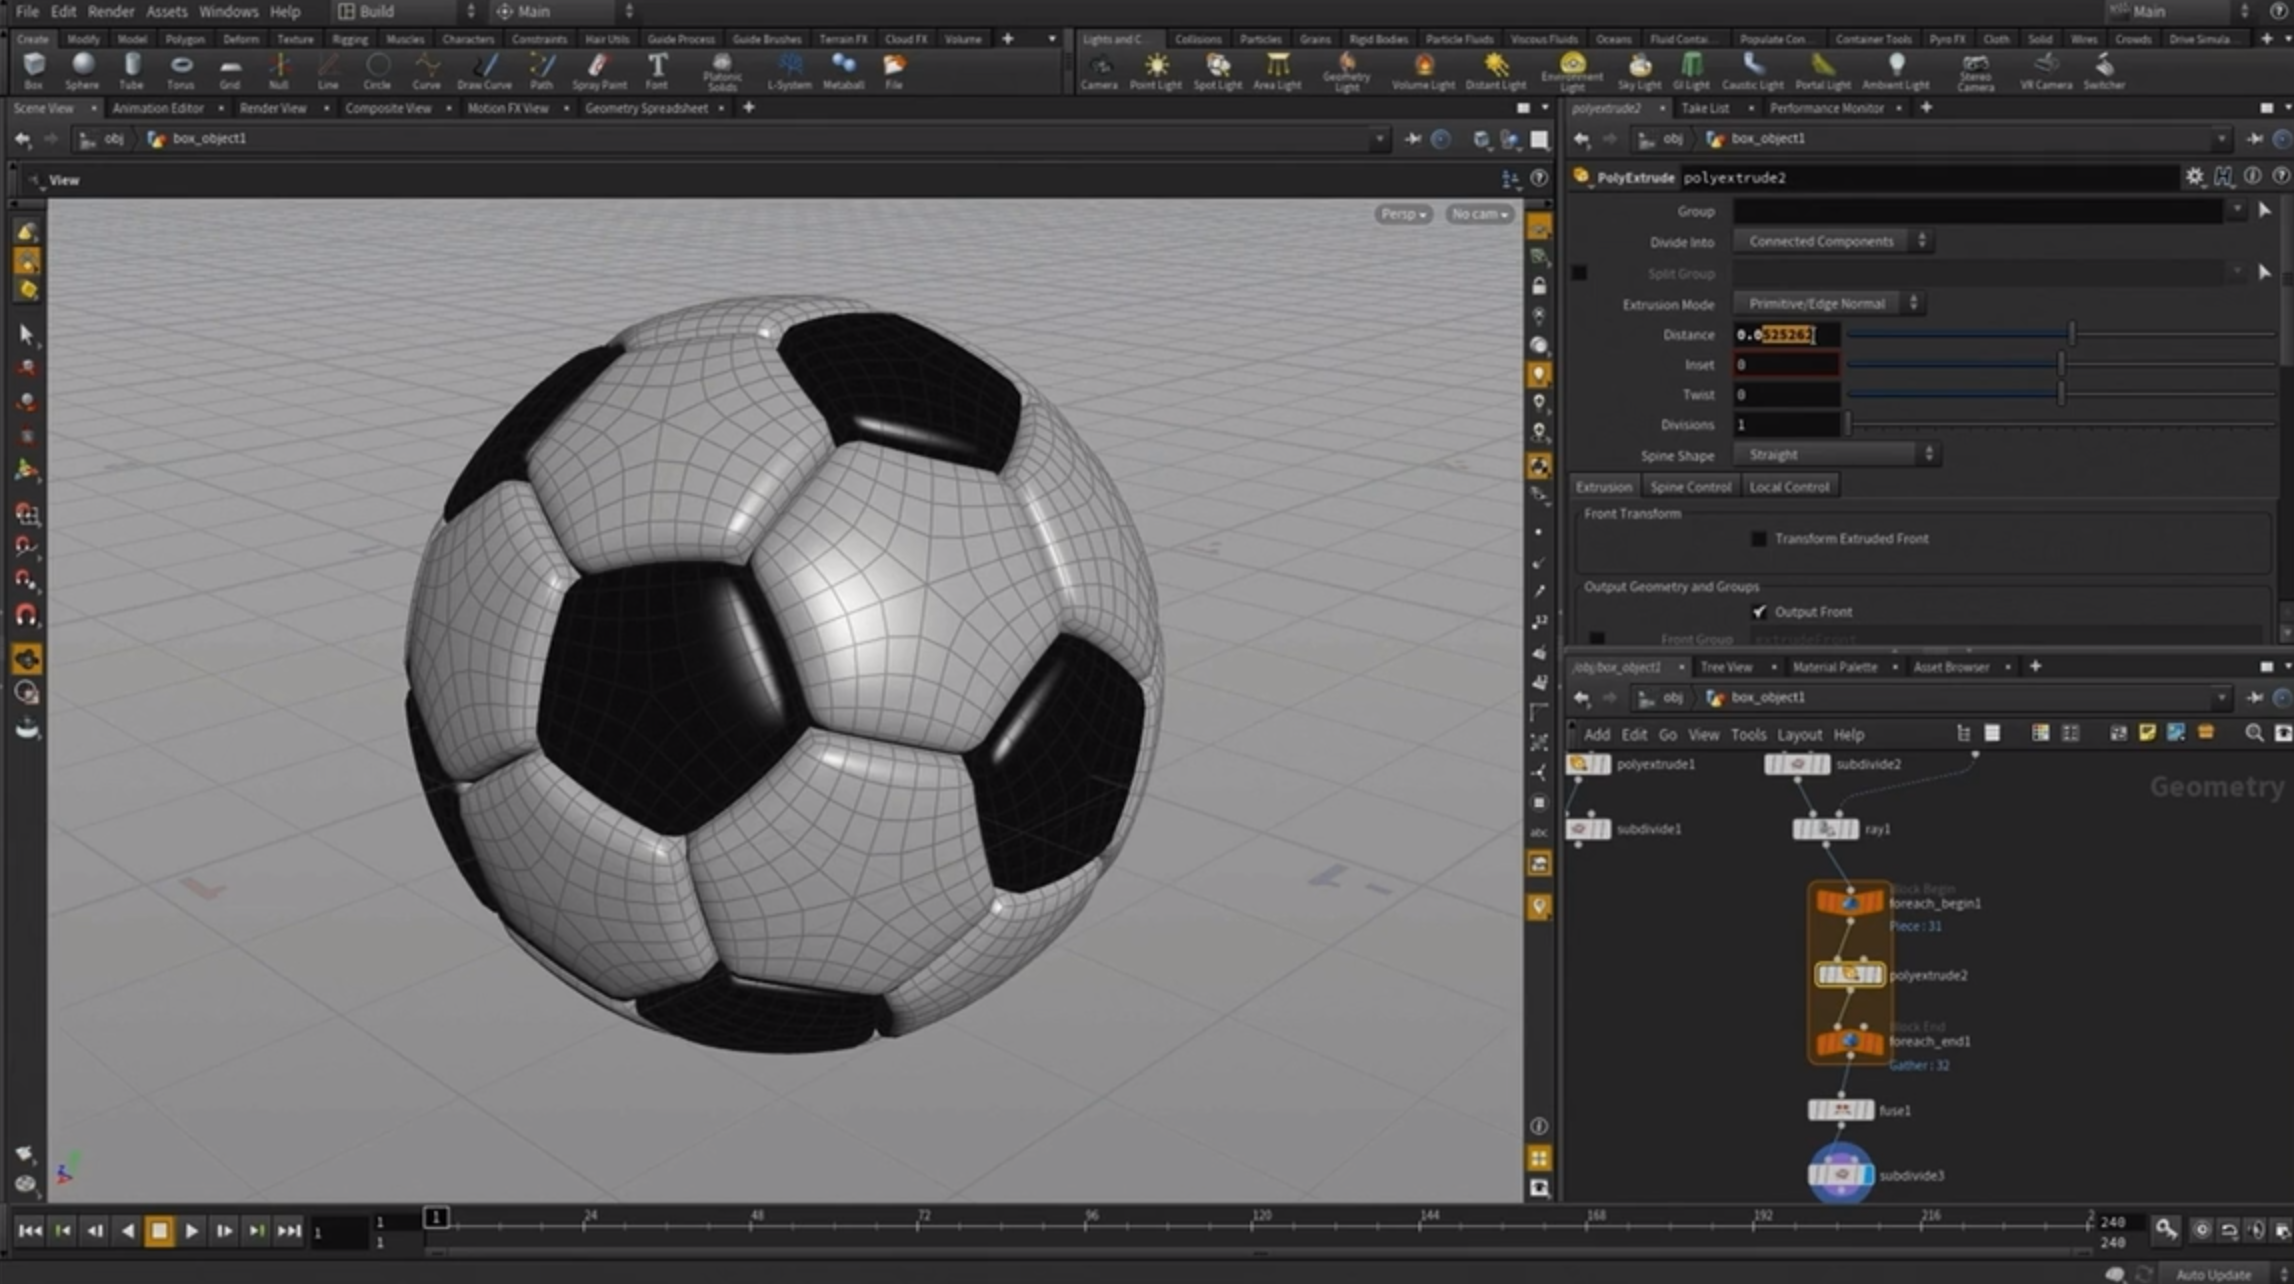 File Edit Render Assets Windows Help Build Main Main
Create Modify Model Polygon Deform Texture Rigging Muscles Characters Constraints Hair Utils Guide Process Guide Brushes Terrain FX Cloud FX Volume
Lights and C... Collisions Particles Grains Rigid Bodies Particle Fluids Viscous Fluids Oceans Fluid Contai... Populate Con... Container Tools Pyro FX Cloth Solid Wires Crowds Drive Simula...
Box Sphere Tube Torus Grid Null Line Circle Curve Draw Curve Path Spray Paint Font Platonic Solids L-System Metaball File
Camera Point Light Spot Light Area Light Geometry Light Volume Light Distant Light Environment Light Sky Light GI Light Caustic Light Portal Light Ambient Light Stereo Camera VR Camera Switcher
Scene View Animation Editor Render View Composite View Motion FX View Geometry Spreadsheet
obj box_object1
View
Persp No cam
polyextrude2 Take List Performance Monitor
obj box_object1
PolyExtrude polyextrude2
Group
Divide Into Connected Components
Split Group
Extrusion Mode Primitive/Edge Normal
Distance 0.0525262
Inset 0
Twist 0
Divisions 1
Spine Shape Straight
Extrusion Spine Control Local Control
Front Transform
Transform Extruded Front
Output Geometry and Groups
Output Front
Front Group extrudeFront
/obj/box_object1 Tree View Material Palette Asset Browser
obj box_object1
Add Edit Go View Tools Layout Help
Geometry
polyextrude1 subdivide2
subdivide1 ray1
Block Begin
foreach_begin1
Piece : 31
polyextrude2
Block End
foreach_end1
Gather : 32
fuse1
subdivide3
abc
1 1 1 1 24 48 72 96 120 144 168 192 216 2 240
240
Auto Update